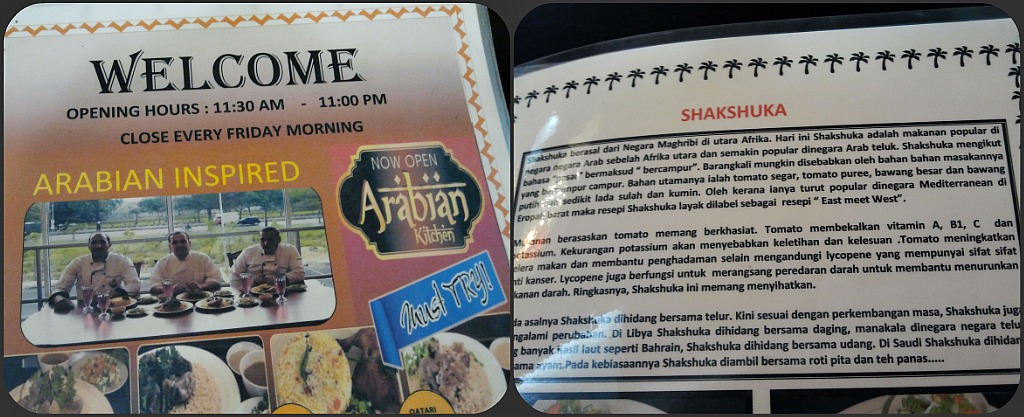 WELCOME
OPENING HOURS : 11:30 AM - 11:00 PM
CLOSE EVERY FRIDAY MORNING
ARABIAN INSPIRED
NOW OPEN
Arabian
Kitchen
Must TRY!!
QATARI
SHAKSHUKA
Shakshuka berasal dari Negara Maghribi di utara Afrika. Hari ini Shakshuka adalah makanan popular di
negara negara Arab sebelah Afrika utara dan semakin popular dinegara Arab teluk. Shakshuka mengikut
bahasa "pasar" bermaksud " bercampur". Barangkali mungkin disebabkan oleh bahan bahan masakannya
yang bercampur campur. Bahan utamanya ialah tomato segar, tomato puree, bawang besar dan bawang
putih dan sedikit lada sulah dan kumin. Oleh kerana ianya turut popular dinegara Mediterranean di
Eropah barat maka resepi Shakshuka layak dilabel sebagai resepi " East meet West".
Makanan berasaskan tomato memang berkhasiat. Tomato membekalkan vitamin A, B1, C dan
potassium. Kekurangan potassium akan menyebabkan keletihan dan kelesuan .Tomato meningkatkan
elera makan dan membantu penghadaman selain mengandungi lycopene yang mempunyai sifat sifat
nti kanser. Lycopene juga berfungsi untuk merangsang peredaran darah untuk membantu menurunkan
kanan darah. Ringkasnya, Shakshuka ini memang menyihatkan.
da asalnya Shakshuka dihidang bersama telur. Kini sesuai dengan perkembangan masa, Shakshuka juga
ngalami perubahan. Di Libya Shakshuka dihidang bersama daging, manakala dinegara negara telu
g banyak hasil laut seperti Bahrain, Shakshuka dihidang bersama udang. Di Saudi Shakshuka dihidan
ama ayam.Pada kebiasaannya Shakshuka diambil bersama roti pita dan teh panas.....